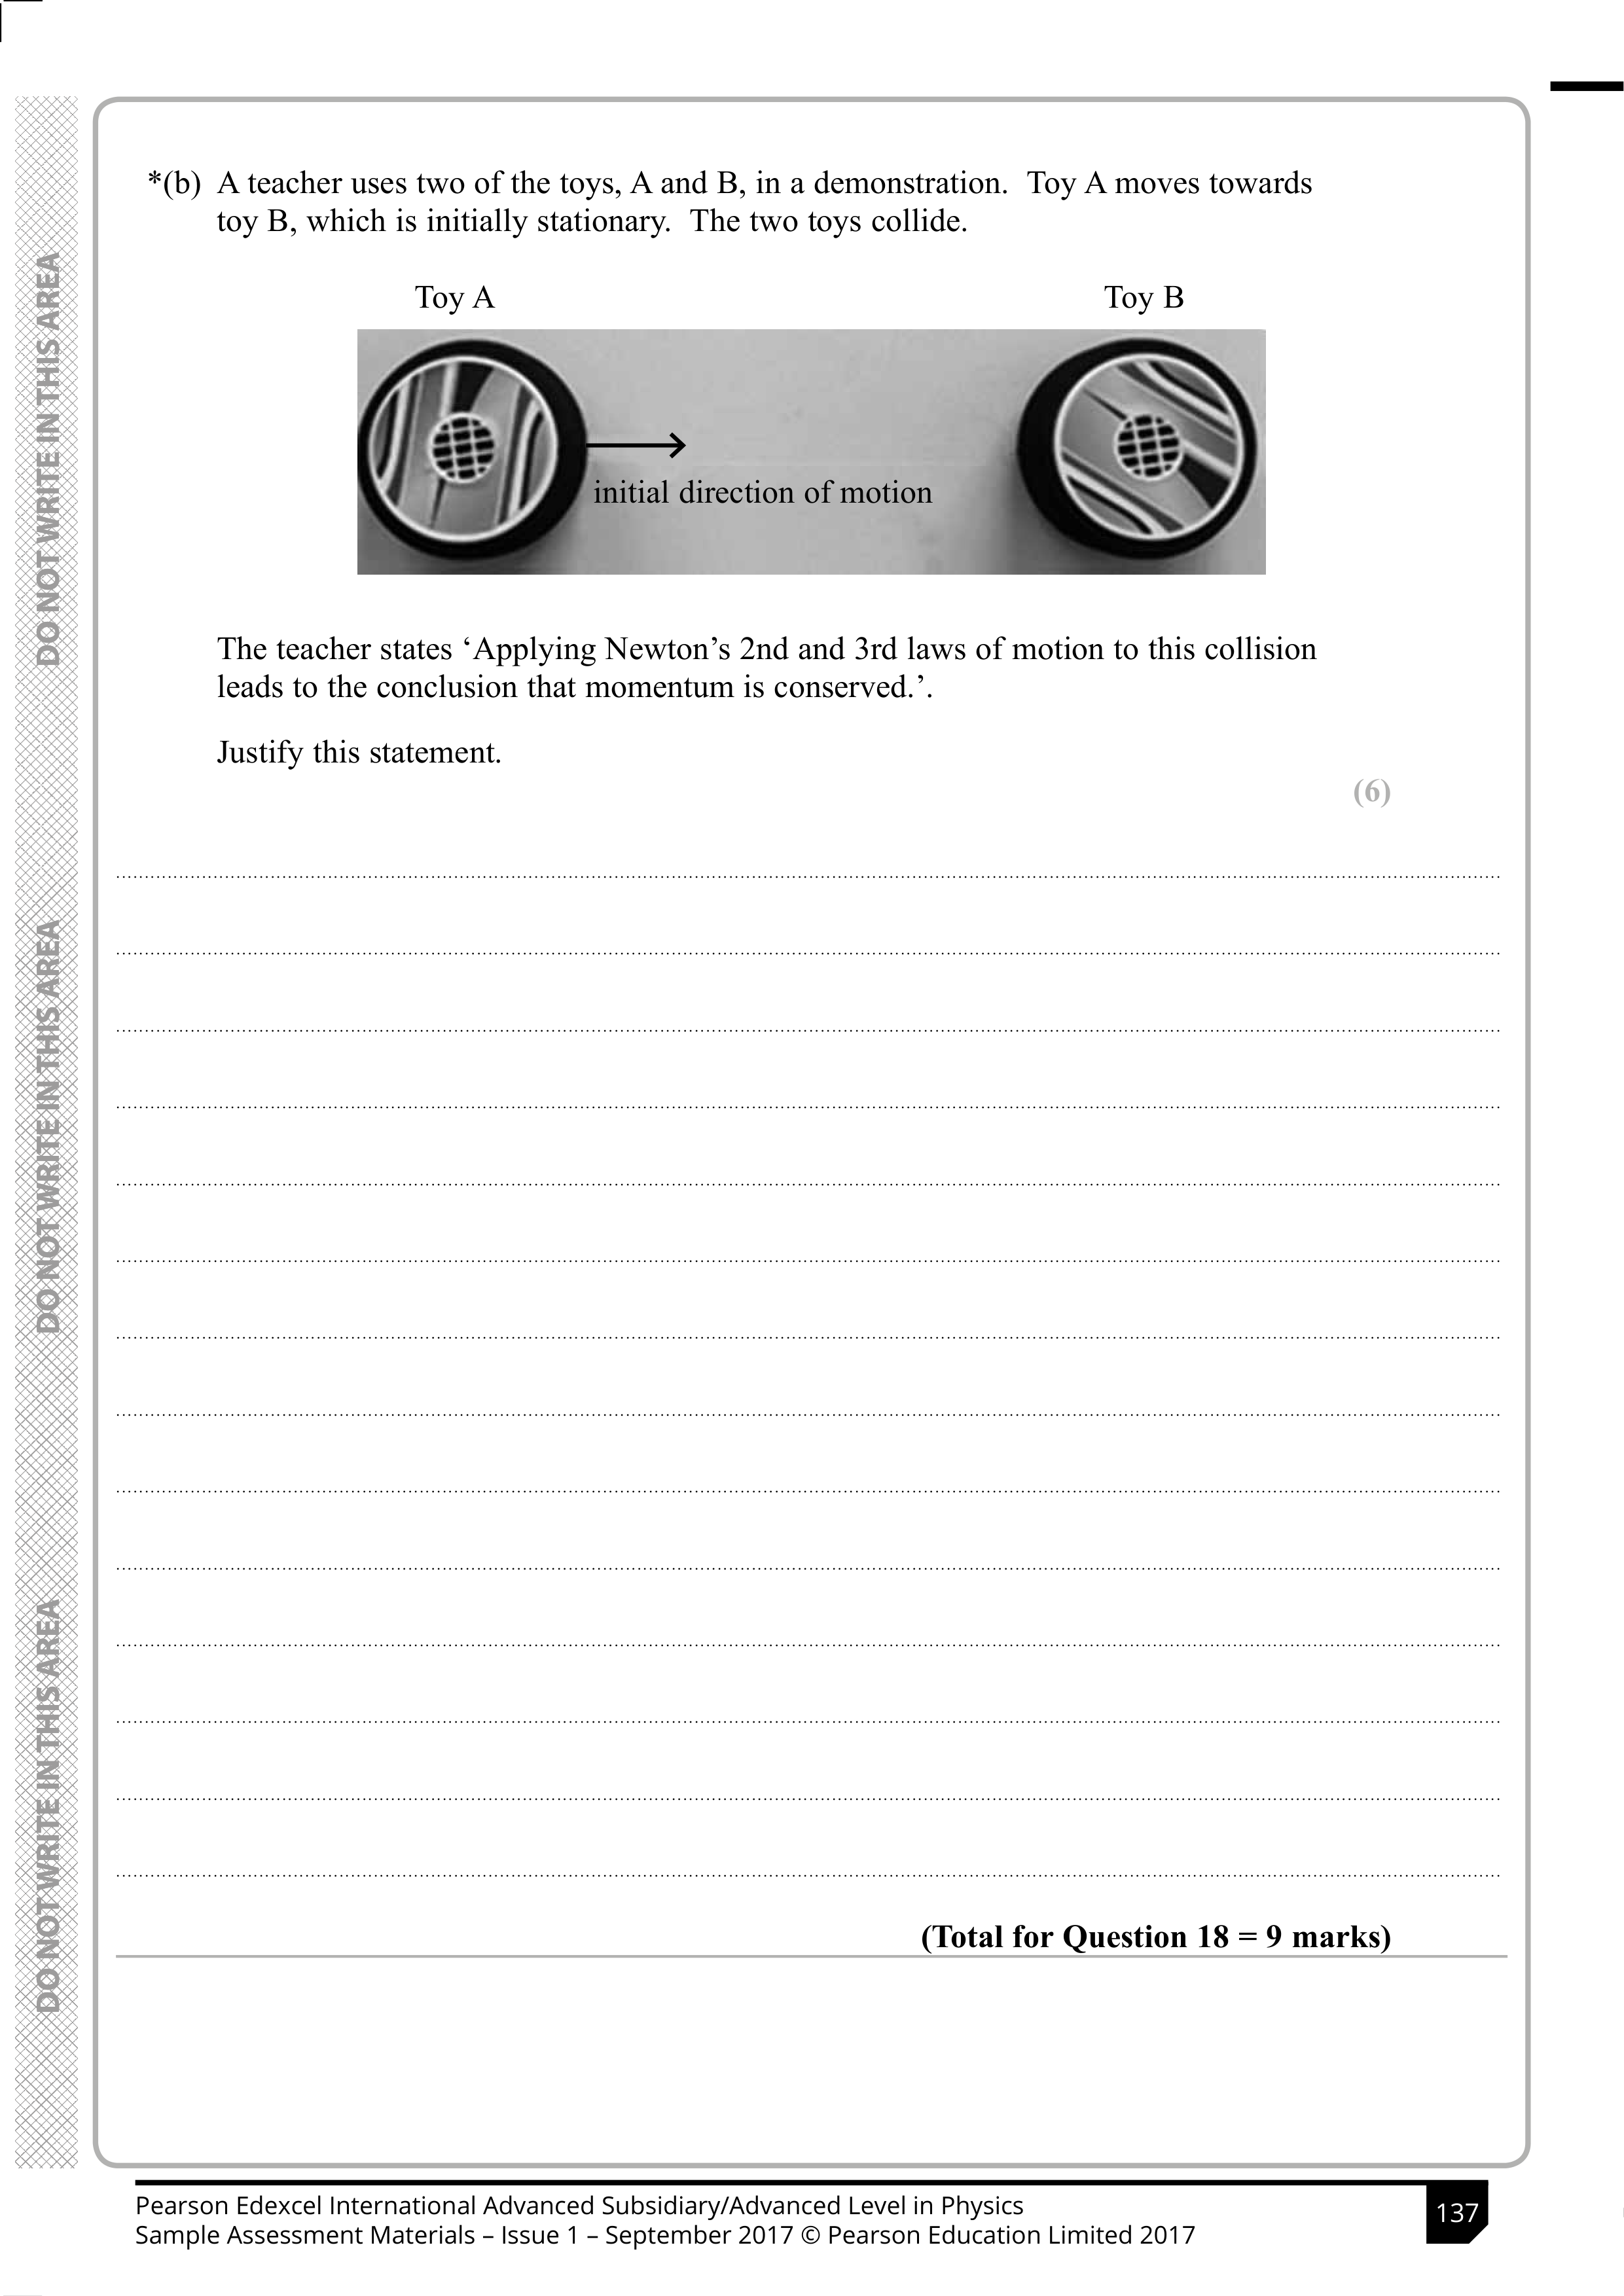 *(b) A teacher uses two of the toys, A and B, in a demonstration. Toy A moves towards
toy B, which is initially stationary. The two toys collide.
Toy A
Toy B
initial direction of motion
The teacher states ‘Applying Newton’s 2nd and 3rd laws of motion to this collision
leads to the conclusion that momentum is conserved.’.
Justify this statement.
(6)
(Total for Question 18 = 9 marks)
DO NOT WRITE IN THIS AREA
DO NOT WRITE IN THIS AREA
DO NOT WRITE IN THIS AREA
Pearson Edexcel International Advanced Subsidiary/Advanced Level in Physics
Sample Assessment Materials – Issue 1 – September 2017 © Pearson Education Limited 2017
137